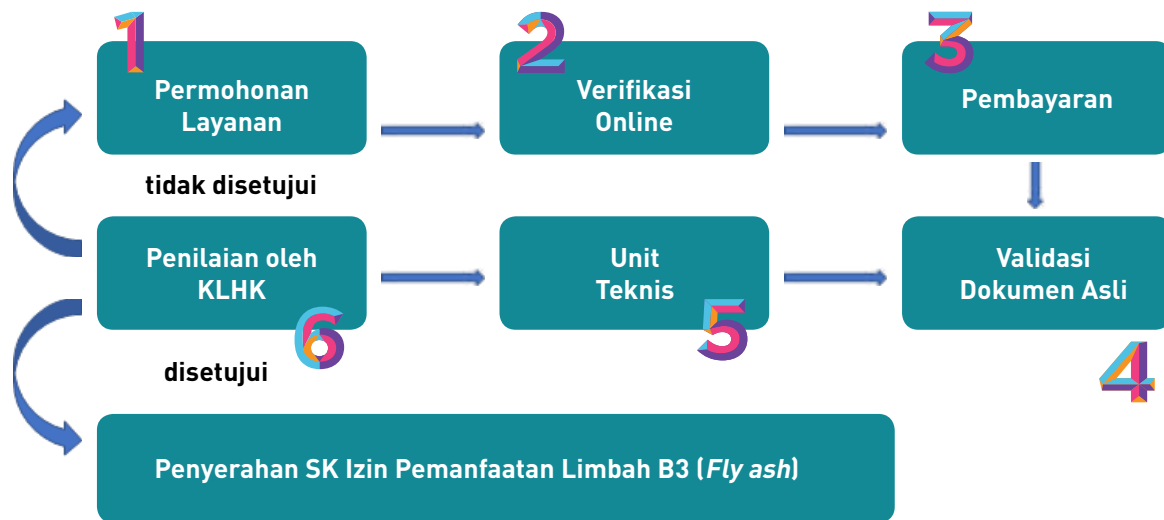 1
Permohonan
Layanan
2
Verifikasi
Online
3
Pembayaran
tidak disetujui
Penilaian oleh
KLHK
6
Unit
Teknis
5
Validasi
Dokumen Asli
4
disetujui
Penyerahan SK Izin Pemanfaatan Limbah B3 (Fly ash)